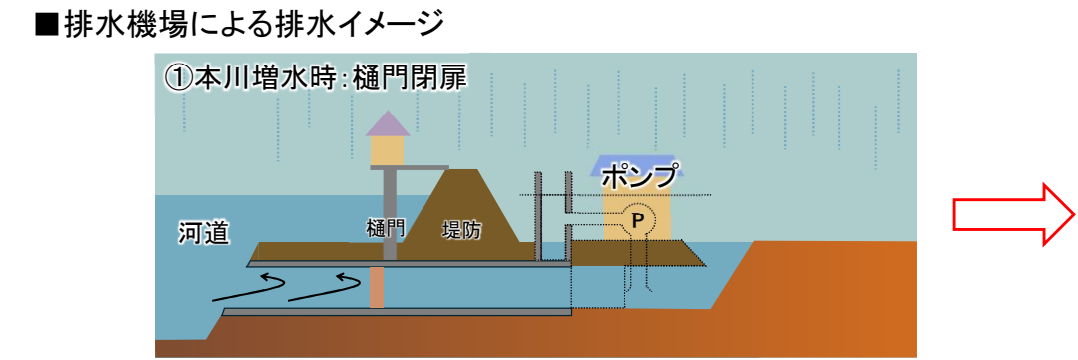 ■排水機場による排水イメージ
①本川増水時：樋門閉扉
ポンプ
P
河道
樋門
堤防